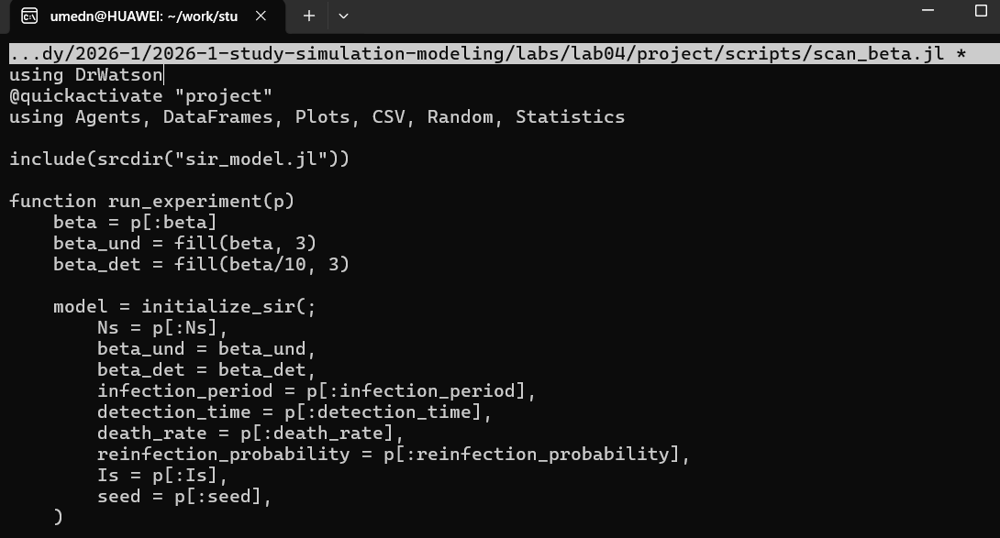 umedn@HUAWEI: ~/work/stu
...dy/2026-1/2026-1-study-simulation-modeling/labs/lab04/project/scripts/scan_beta.jl *
using DrWatson
@quickactivate "project"
using Agents, DataFrames, Plots, CSV, Random, Statistics

include(srcdir("sir_model.jl"))

function run_experiment(p)
    beta = p[:beta]
    beta_und = fill(beta, 3)
    beta_det = fill(beta/10, 3)

    model = initialize_sir(;
        Ns = p[:Ns],
        beta_und = beta_und,
        beta_det = beta_det,
        infection_period = p[:infection_period],
        detection_time = p[:detection_time],
        death_rate = p[:death_rate],
        reinfection_probability = p[:reinfection_probability],
        Is = p[:Is],
        seed = p[:seed],
    )